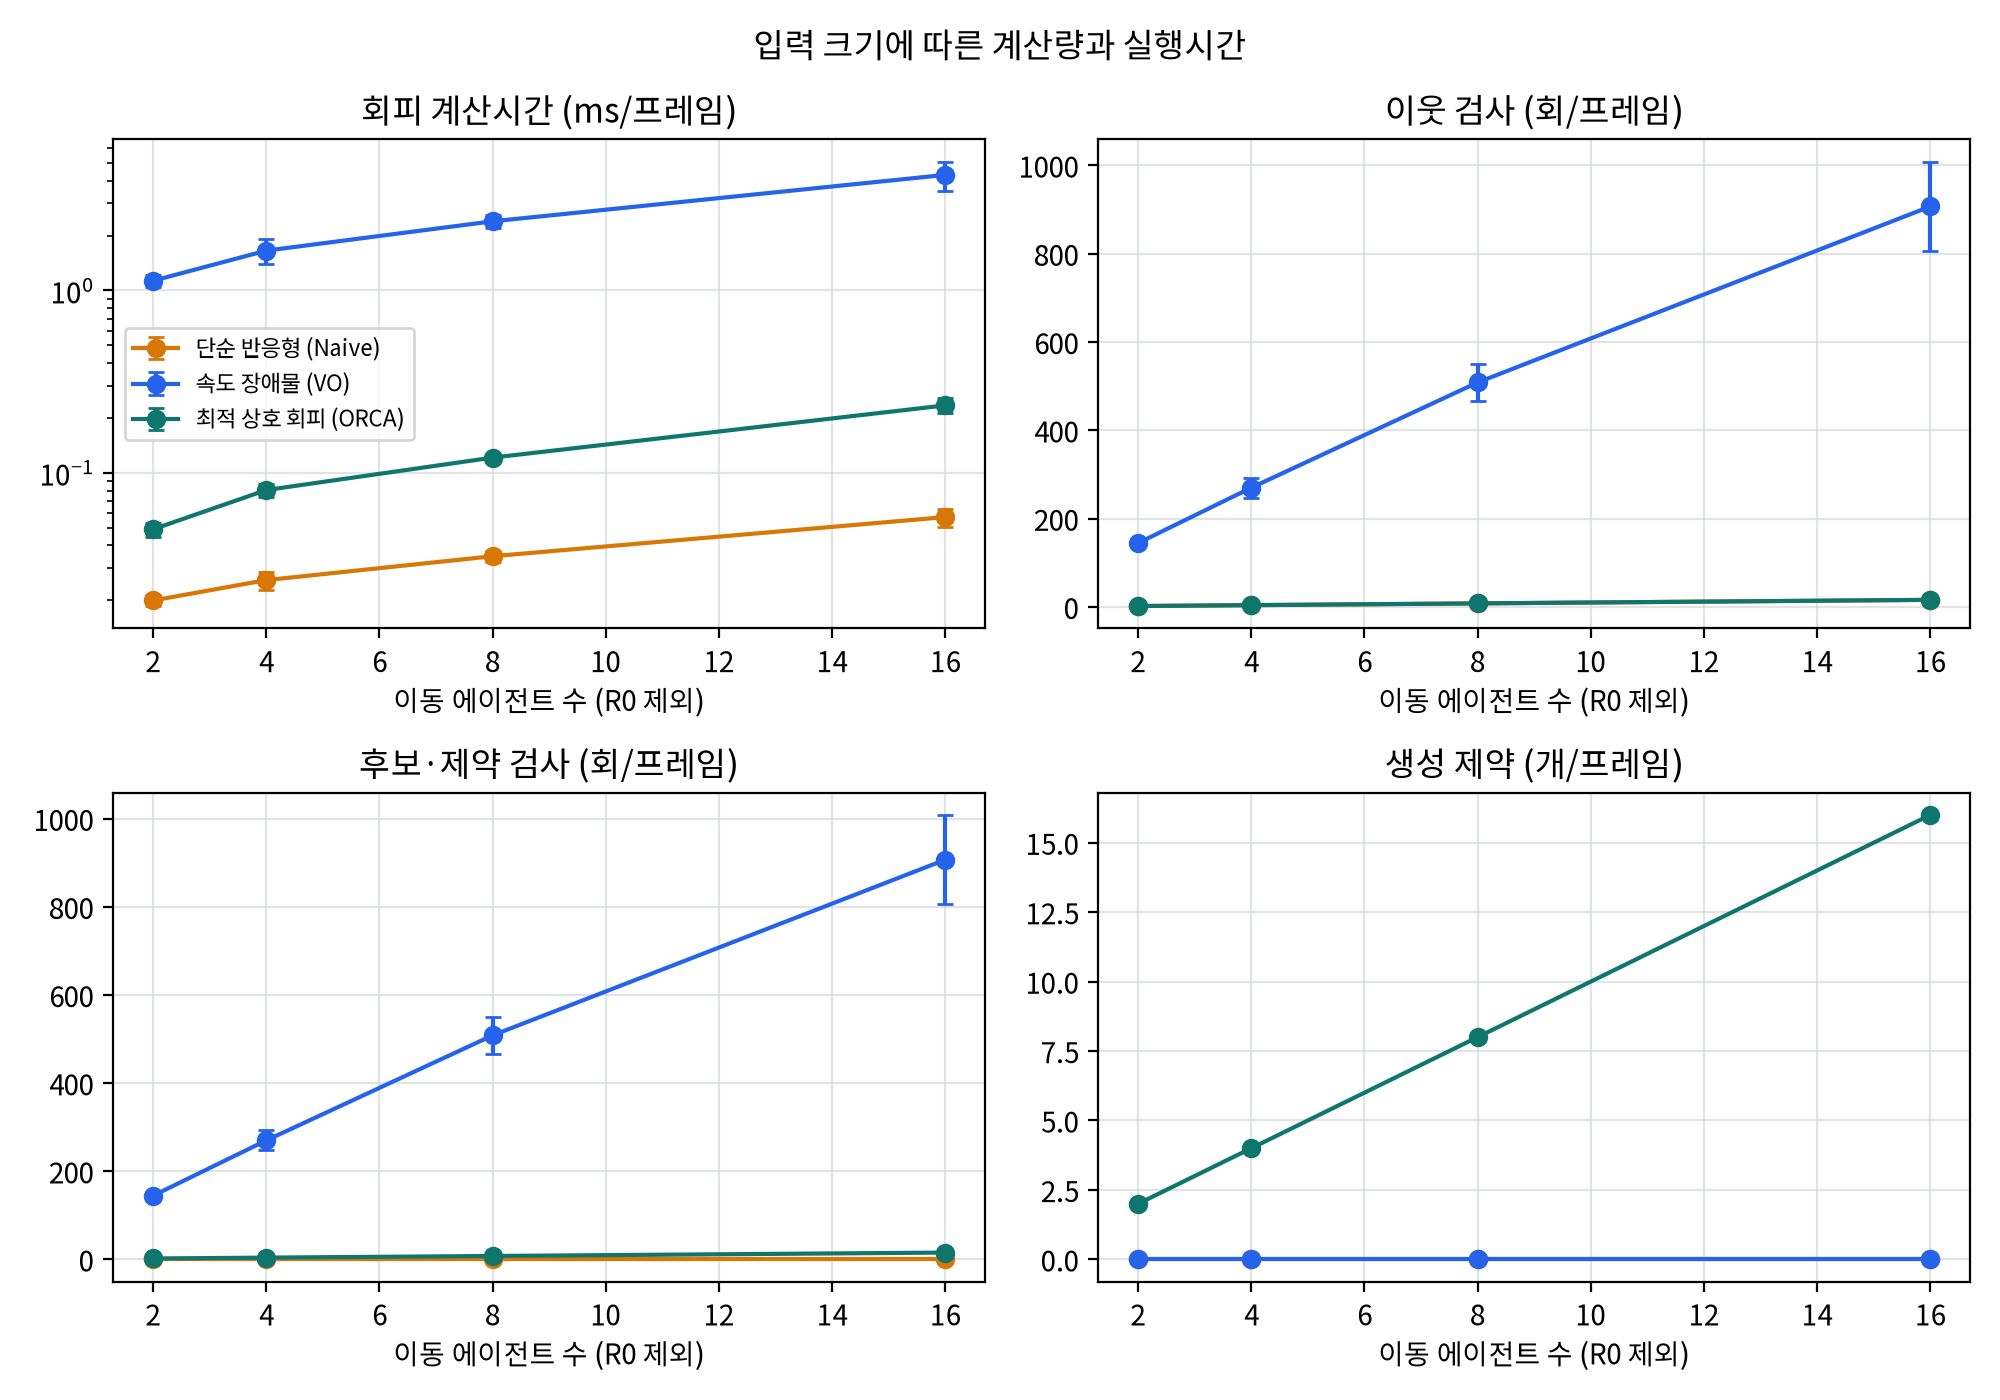 입력 크기에 따른 계산량과 실행시간
회피 계산시간 (ms/프레임)
10⁰
10⁻¹
단순 반응형 (Naive)
속도 장애물 (VO)
최적 상호 회피 (ORCA)
2 4 6 8 10 12 14 16
이동 에이전트 수 (R0 제외)
이웃 검사 (회/프레임)
1000
800
600
400
200
0
2 4 6 8 10 12 14 16
이동 에이전트 수 (R0 제외)
후보·제약 검사 (회/프레임)
1000
800
600
400
200
0
2 4 6 8 10 12 14 16
이동 에이전트 수 (R0 제외)
생성 제약 (개/프레임)
15.0
12.5
10.0
7.5
5.0
2.5
0.0
2 4 6 8 10 12 14 16
이동 에이전트 수 (R0 제외)